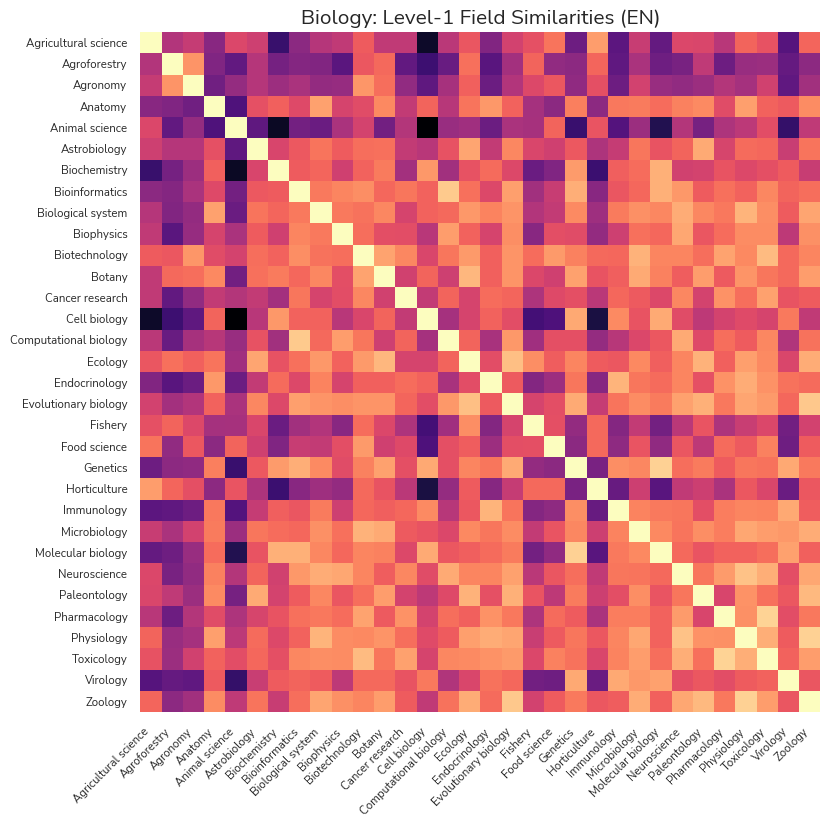 Biology: Level-1 Field Similarities (EN)
Agricultural science
Agroforestry
Agronomy
Anatomy
Animal science
Astrobiology
Biochemistry
Bioinformatics
Biological system
Biophysics
Biotechnology
Botany
Cancer research
Cell biology
Computational biology
Ecology
Endocrinology
Evolutionary biology
Fishery
Food science
Genetics
Horticulture
Immunology
Microbiology
Molecular biology
Neuroscience
Paleontology
Pharmacology
Physiology
Toxicology
Virology
Zoology
Agricultural science
Agroforestry
Agronomy
Anatomy
Animal science
Astrobiology
Biochemistry
Bioinformatics
Biological system
Biophysics
Biotechnology
Botany
Cancer research
Cell biology
Computational biology
Ecology
Endocrinology
Evolutionary biology
Fishery
Food science
Genetics
Horticulture
Immunology
Microbiology
Molecular biology
Neuroscience
Paleontology
Pharmacology
Physiology
Toxicology
Virology
Zoology